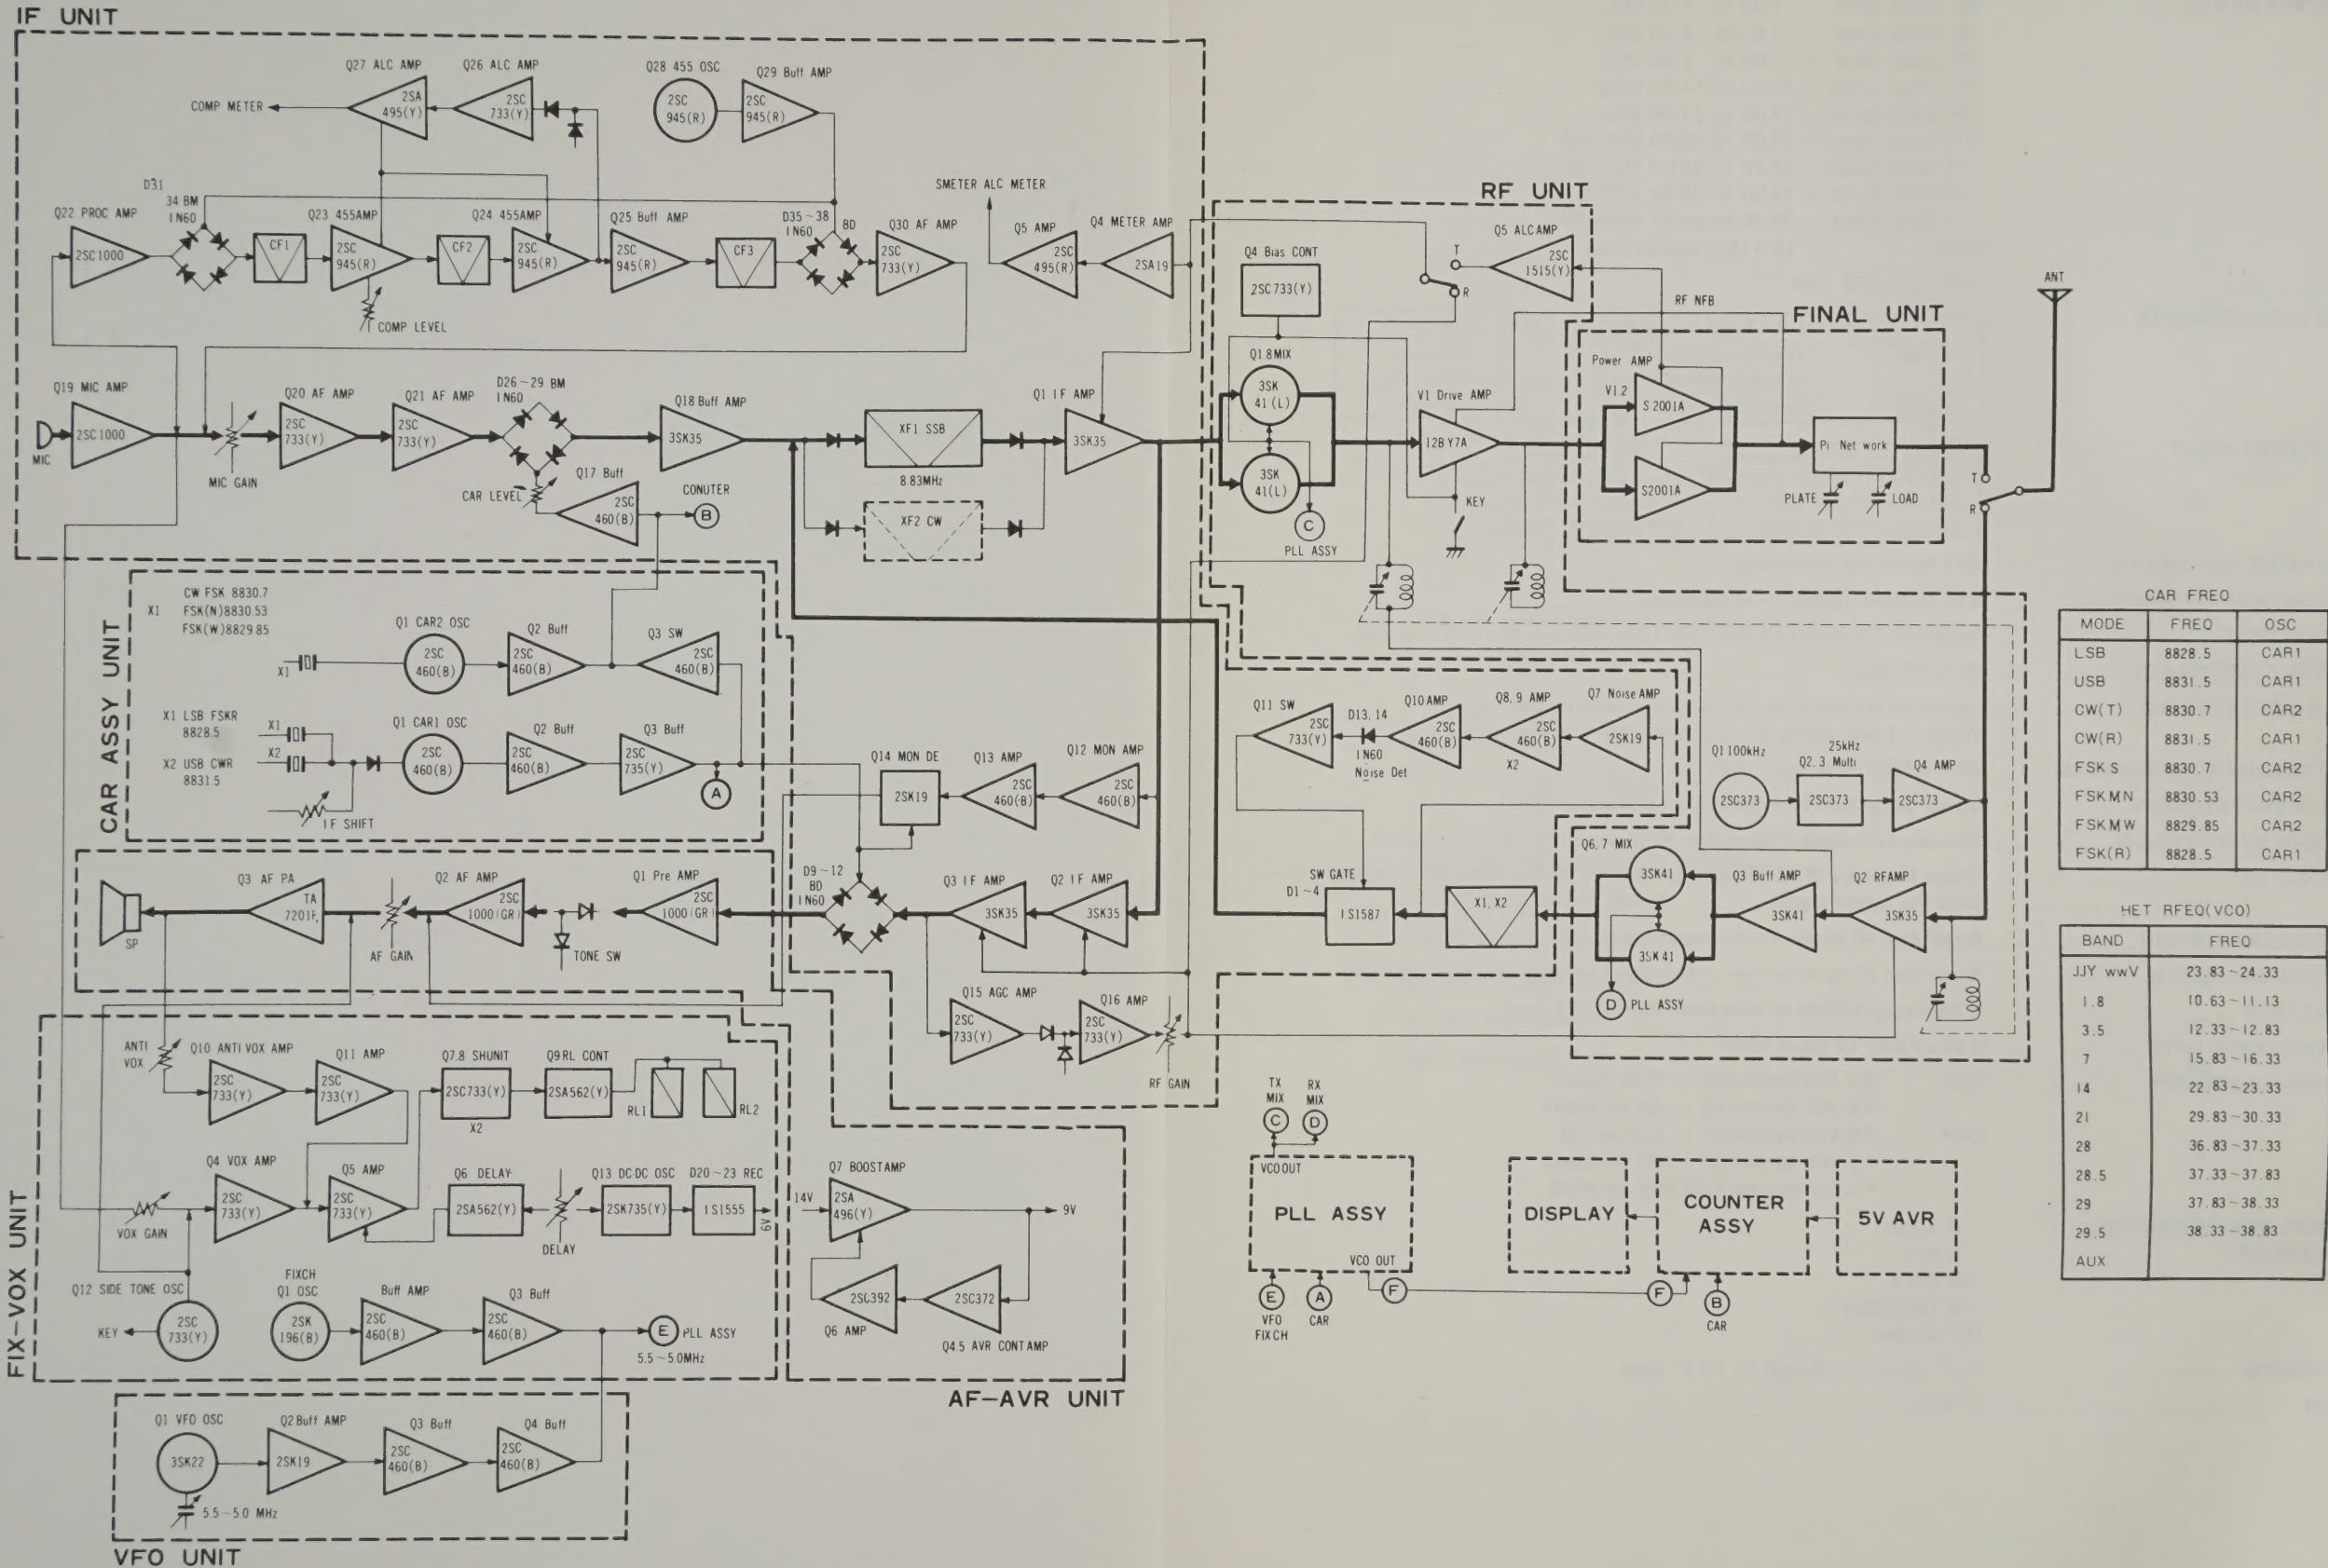 IF UNIT
Q27 ALC AMP
Q26 ALC AMP
Q28 455 OSC
Q29 Buff AMP
COMP METER
2SA
495(Y)
2SC
733(Y)
2SC
945(R)
2SC
945(R)
D31
34 BM
1N60
Q22 PROC AMP
Q23 455AMP
Q24 455AMP
Q25 Buff AMP
D35~38
1N60
BD
Q30 AF AMP
2SC1000
CF1
2SC
945(R)
CF2
2SC
945(R)
2SC
945(R)
CF3
2SC
733(Y)
COMP LEVEL
SMETER ALC METER
Q5 AMP
Q4 METER AMP
2SC
495(R)
2SA19
Q19 MIC AMP
Q20 AF AMP
Q21 AF AMP
D26~29 BM
1N60
Q18 Buff AMP
Q1 IF AMP
MIC
2SC1000
MIC GAIN
2SC
733(Y)
2SC
733(Y)
3SK35
XF1 SSB
8.83MHz
3SK35
CAR LEVEL
Q17 Buff
2SC
460(B)
CONUTER
B
XF2 CW
RF UNIT
Q4 Bias CONT
2SC733(Y)
T
R
Q5 ALCAMP
2SC
1515(Y)
RF NFB
Q1 8MIX
3SK
41(L)
3SK
41(L)
C
PLL ASSY
V1 Drive AMP
12BY7A
KEY
FINAL UNIT
Power AMP
V1.2
S2001A
S2001A
Pi Net work
PLATE
LOAD
ANT
T
R
CAR ASSY UNIT
X1
CW FSK 8830.7
FSK(N)8830.53
FSK(W)8829.85
Q1 CAR2 OSC
Q2 Buff
Q3 SW
X1
2SC
460(B)
2SC
460(B)
2SC
460(B)
X1 LSB FSKR
8828.5
X2 USB CWR
8831.5
X1
X2
Q1 CAR1 OSC
Q2 Buff
Q3 Buff
2SC
460(B)
2SC
460(B)
2SC
735(Y)
A
IF SHIFT
Q14 MON DE
Q13 AMP
Q12 MON AMP
2SK19
2SC
460(B)
2SC
460(B)
Q11 SW
D13,14
Q10AMP
Q8,9 AMP
Q7 Noise AMP
2SC
733(Y)
1N60
Noise Det
2SC
460(B)
2SC
460(B)
X2
2SK19
Q1 100kHz
25kHz
Q2.3 Multi
Q4 AMP
2SC373
2SC373
2SC373
Q3 AF PA
Q2 AF AMP
Q1 Pre AMP
D9~12
BD
1N60
Q3 IF AMP
Q2 IF AMP
SP
TA
7201F
AF GAIN
2SC
1000(GR)
TONE SW
2SC
1000(GR)
3SK35
3SK35
SW GATE
D1~4
1S1587
X1,X2
Q6,7 MIX
3SK41
3SK41
D
PLL ASSY
Q3 Buff AMP
3SK41
Q2 RFAMP
3SK35
Q15 AGC AMP
Q16 AMP
2SC
733(Y)
2SC
733(Y)
RF GAIN
FIX-VOX UNIT
ANTI
VOX
Q10 ANTI VOX AMP
Q11 AMP
Q7.8 SHUNIT
Q9RL CONT
2SC
733(Y)
2SC
733(Y)
2SC733(Y)
X2
2SA562(Y)
RL1
RL2
Q4 VOX AMP
Q5 AMP
Q6 DELAY
Q13 DC-DC OSC
D20~23 REC
VOX GAIN
2SC
733(Y)
2SC
733(Y)
2SA562(Y)
DELAY
2SK735(Y)
1S1555
6V
Q12 SIDE TONE OSC
FIXCH
Q1 OSC
Buff AMP
Q3 Buff
KEY
2SC
733(Y)
2SK
196(B)
2SC
460(B)
2SC
460(B)
E
PLL ASSY
5.5~5.0MHz
Q7 BOOSTAMP
14V
2SA
496(Y)
9V
2SC392
2SC372
Q6 AMP
Q4.5 AVR CONTAMP
AF-AVR UNIT
Q1 VFO OSC
Q2Buff AMP
Q3 Buff
Q4 Buff
3SK22
2SK19
2SC
460(B)
2SC
460(B)
5.5~5.0 MHz
VFO UNIT
TX
MIX
RX
MIX
C
D
VCOOUT
PLL ASSY
VCO OUT
E
A
F
VFO
FIXCH
CAR
DISPLAY
COUNTER
ASSY
5V AVR
F
B
CAR
CAR FREQ
MODE FREQ OSC
LSB 8828.5 CAR1
USB 8831.5 CAR1
CW(T) 8830.7 CAR2
CW(R) 8831.5 CAR1
FSK S 8830.7 CAR2
FSKMN 8830.53 CAR2
FSKMW 8829.85 CAR2
FSK(R) 8828.5 CAR1
HET RFEQ(VCO)
BAND FREQ
JJY wwV 23.83~24.33
1.8 10.63~11.13
3.5 12.33~12.83
7 15.83~16.33
14 22.83~23.33
21 29.83~30.33
28 36.83~37.33
28.5 37.33~37.83
29 37.83~38.33
29.5 38.33~38.83
AUX